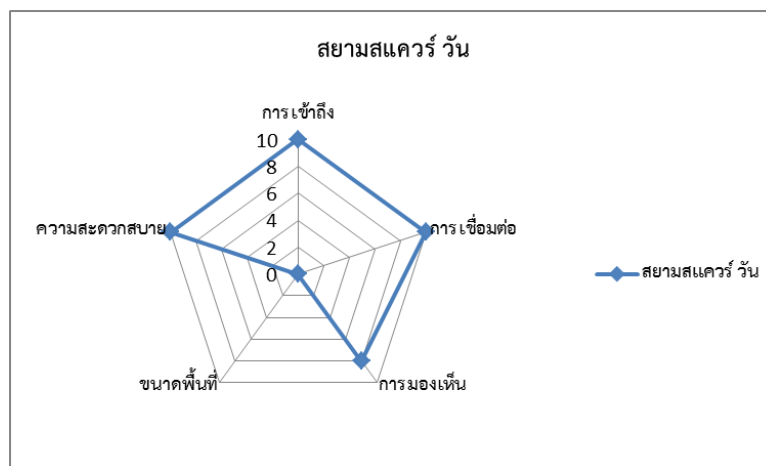 สยามสแควร์ วัน
การเข้าถึง
10
8
6
4
2
0
ความสะดวกสบาย
การเชื่อมต่อ
สยามสแควร์ วัน
ขนาดพื้นที่
การมองเห็น